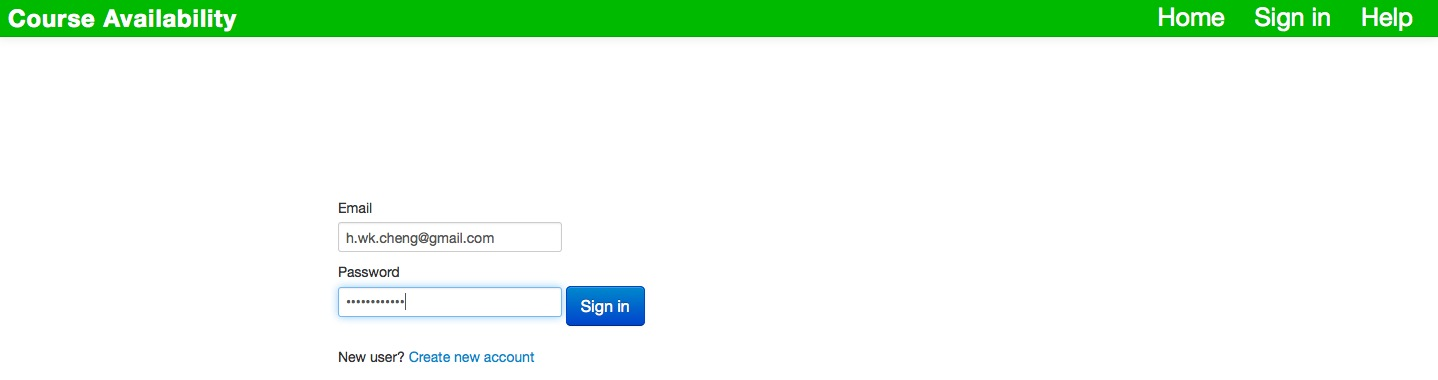 Course Availability Home Sign in Help
Email
h.wk.cheng@gmail.com
Password
••••••••••••
Sign in
New user? Create new account